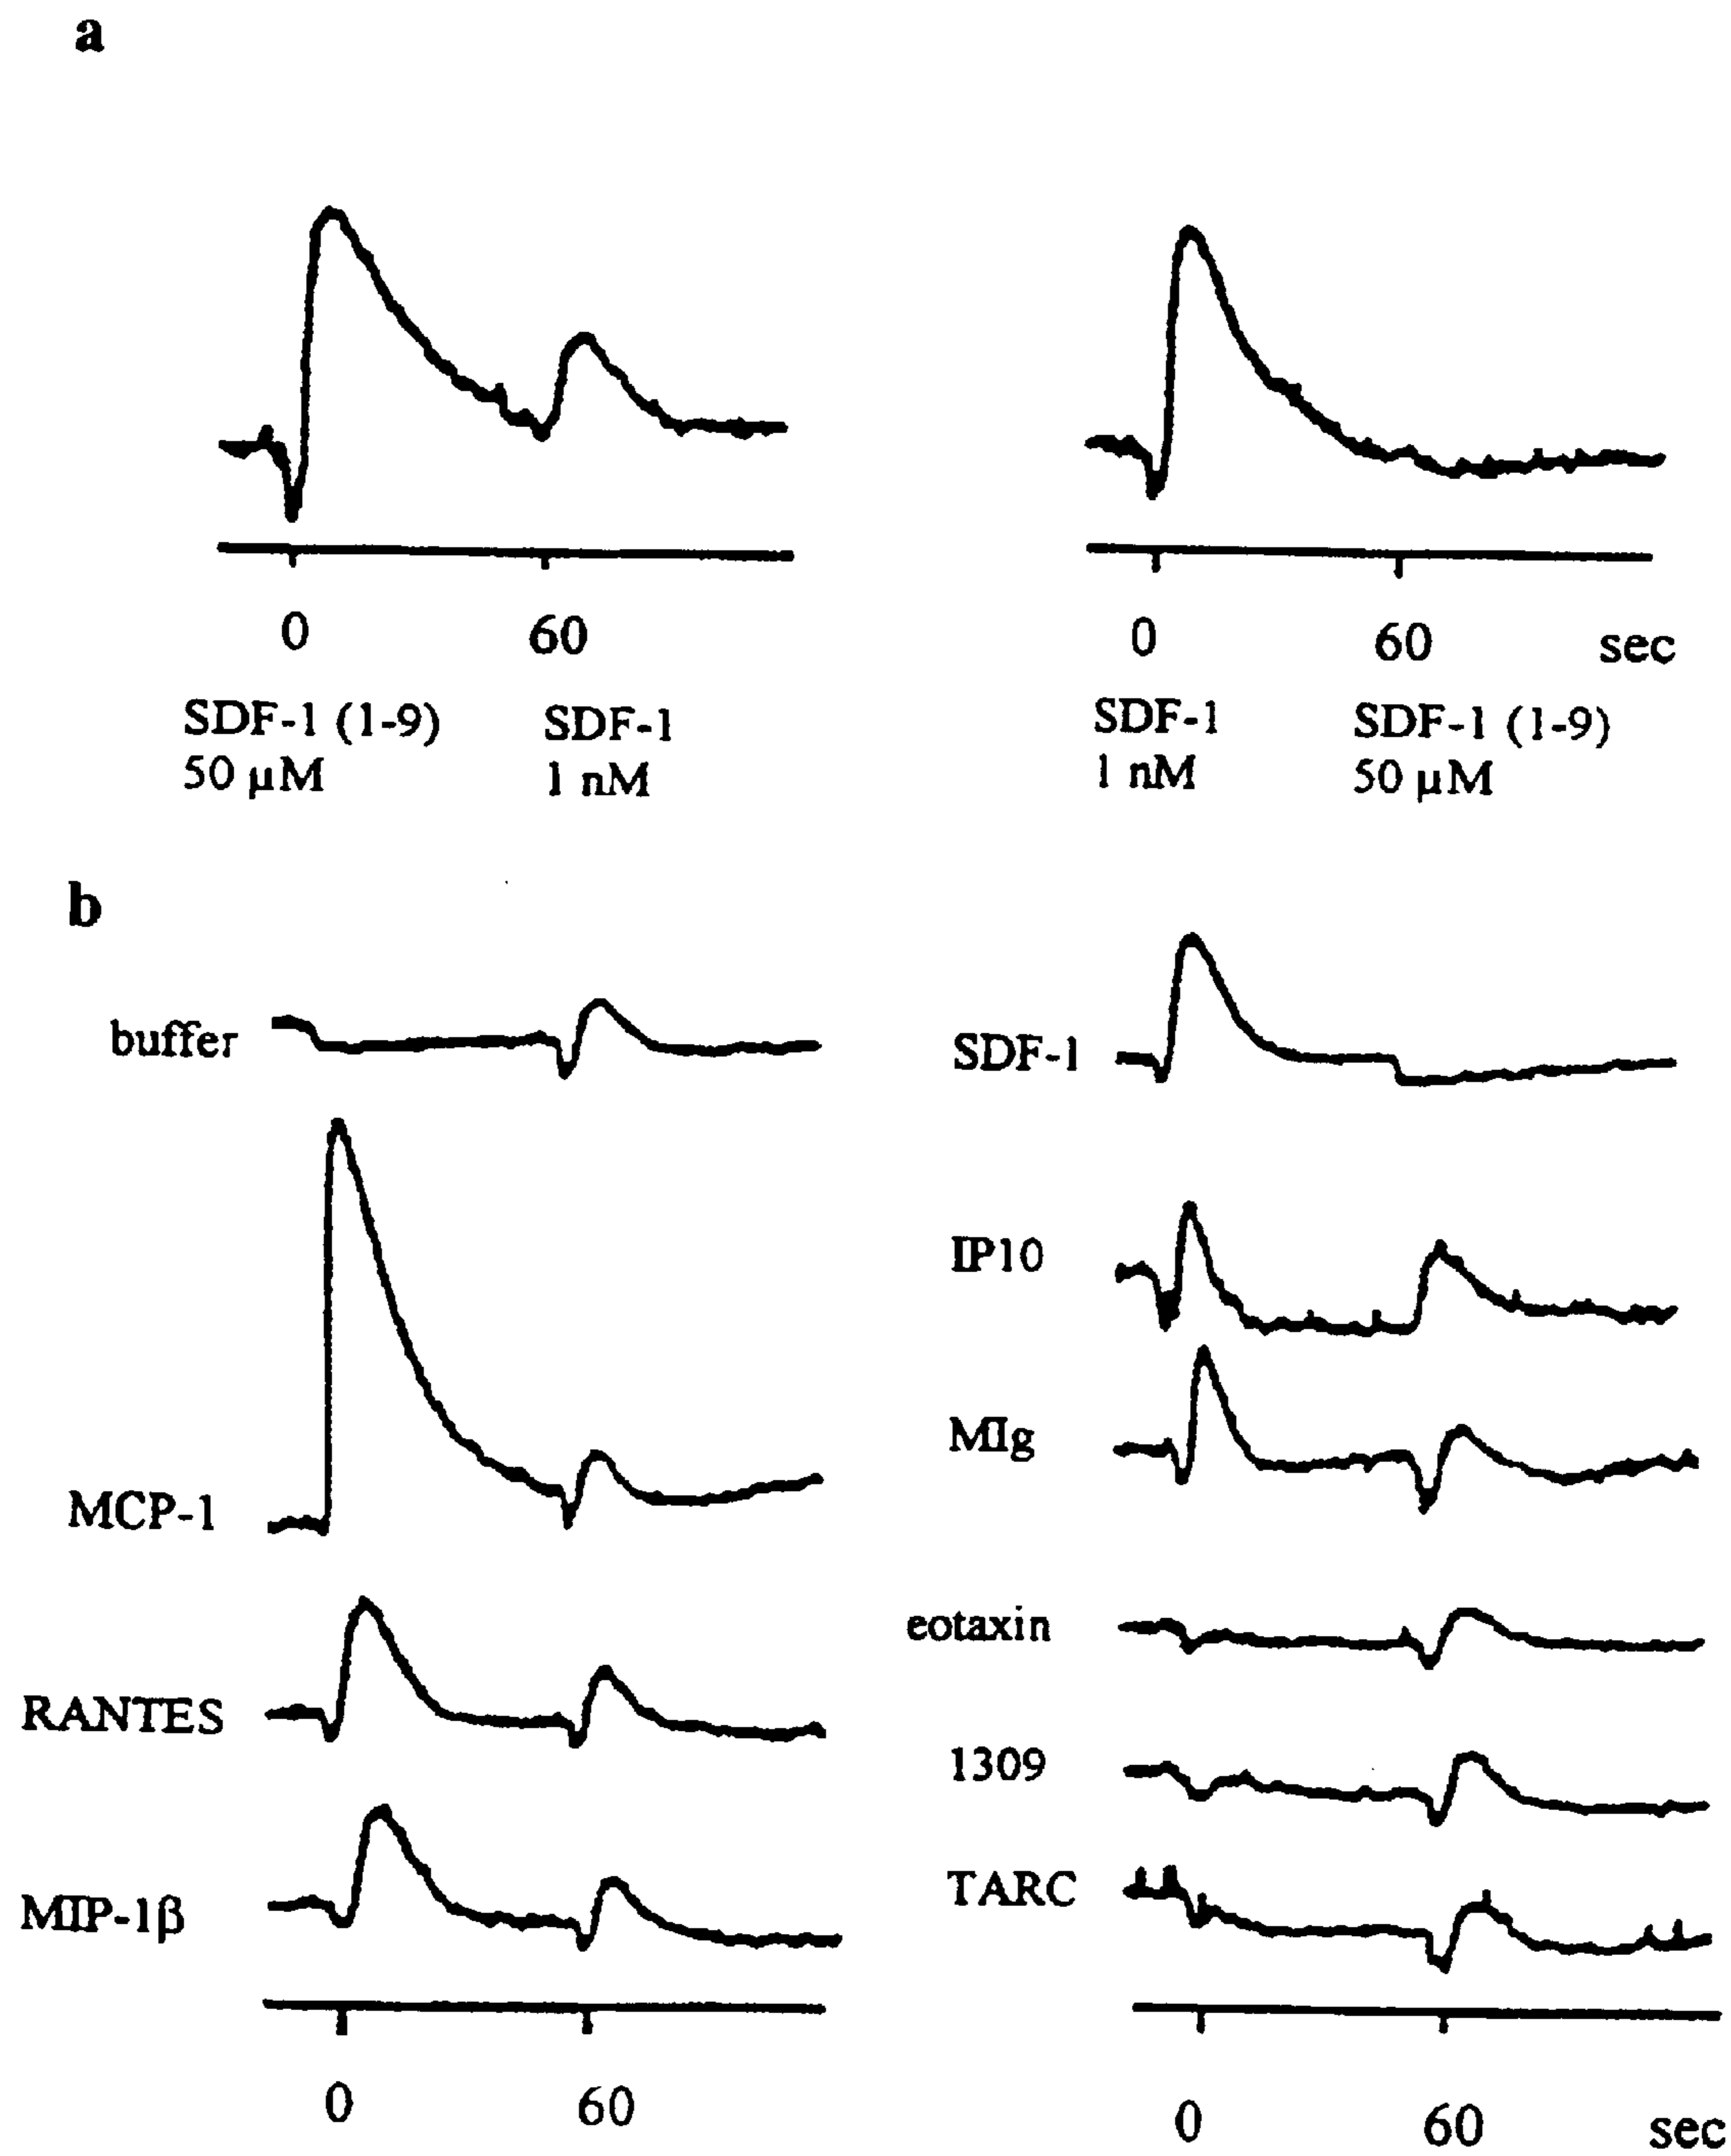 a
0 60
SDF-1 (1-9) SDF-1
50 µM 1 nM
0 60 sec
SDF-1 SDF-1 (1-9)
1 nM 50 µM
b
buffer
MCP-1
RANTES
MIP-1β
0 60
SDF-1
IP10
MIg
eotaxin
1309
TARC
0 60 sec